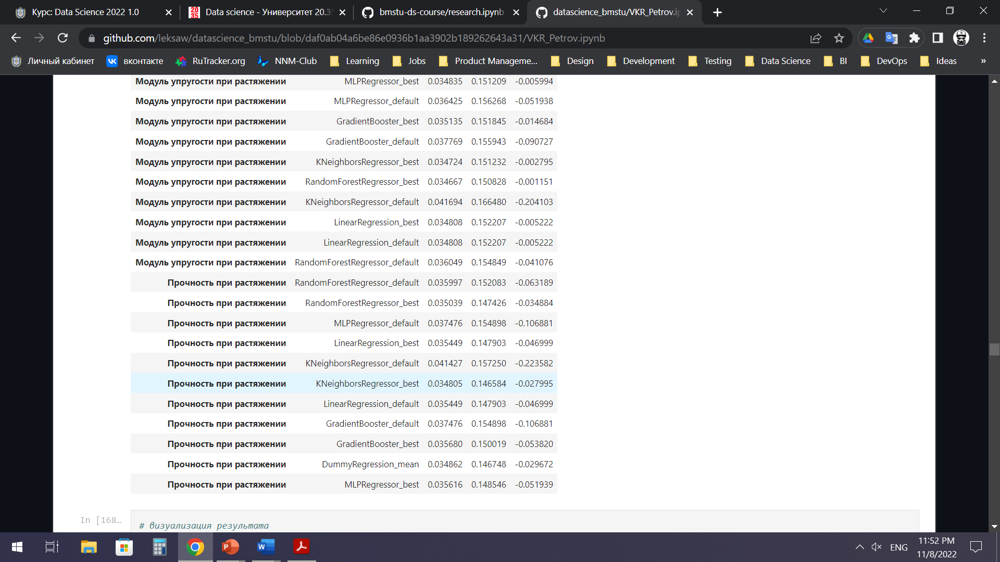 Курс: Data Science 2022 1.0
Data science - Университет 20.35
bmstu-ds-course/research.ipynb
datascience_bmstu/VKR_Petrov.ip
github.com/leksaw/datascience_bmstu/blob/daf0ab04a6be86e0936b1aa3902b189262643a31/VKR_Petrov.ipynb
Личный кабинет вконтакте RuTracker.org NNM-Club Learning Jobs Product Manageme... Design Development Testing Data Science BI DevOps Ideas »
Модуль упругости при растяжении MLPRegressor_best 0.034835 0.151209 -0.005994
Модуль упругости при растяжении MLPRegressor_default 0.036425 0.156268 -0.051938
Модуль упругости при растяжении GradientBooster_best 0.035135 0.151845 -0.014684
Модуль упругости при растяжении GradientBooster_default 0.037769 0.155943 -0.090727
Модуль упругости при растяжении KNeighborsRegressor_best 0.034724 0.151232 -0.002795
Модуль упругости при растяжении RandomForestRegressor_best 0.034667 0.150828 -0.001151
Модуль упругости при растяжении KNeighborsRegressor_default 0.041694 0.166480 -0.204103
Модуль упругости при растяжении LinearRegression_best 0.034808 0.152207 -0.005222
Модуль упругости при растяжении LinearRegression_default 0.034808 0.152207 -0.005222
Модуль упругости при растяжении RandomForestRegressor_default 0.036049 0.154849 -0.041076
Прочность при растяжении RandomForestRegressor_default 0.035997 0.152083 -0.063189
Прочность при растяжении RandomForestRegressor_best 0.035039 0.147426 -0.034884
Прочность при растяжении MLPRegressor_default 0.037476 0.154898 -0.106881
Прочность при растяжении LinearRegression_best 0.035449 0.147903 -0.046999
Прочность при растяжении KNeighborsRegressor_default 0.041427 0.157250 -0.223582
Прочность при растяжении KNeighborsRegressor_best 0.034805 0.146584 -0.027995
Прочность при растяжении LinearRegression_default 0.035449 0.147903 -0.046999
Прочность при растяжении GradientBooster_default 0.037476 0.154898 -0.106881
Прочность при растяжении GradientBooster_best 0.035680 0.150019 -0.053820
Прочность при растяжении DummyRegression_mean 0.034862 0.146748 -0.029672
Прочность при растяжении MLPRegressor_best 0.035616 0.148546 -0.051939
In [168…
# визуализация результата
ENG
11:52 PM
11/8/2022